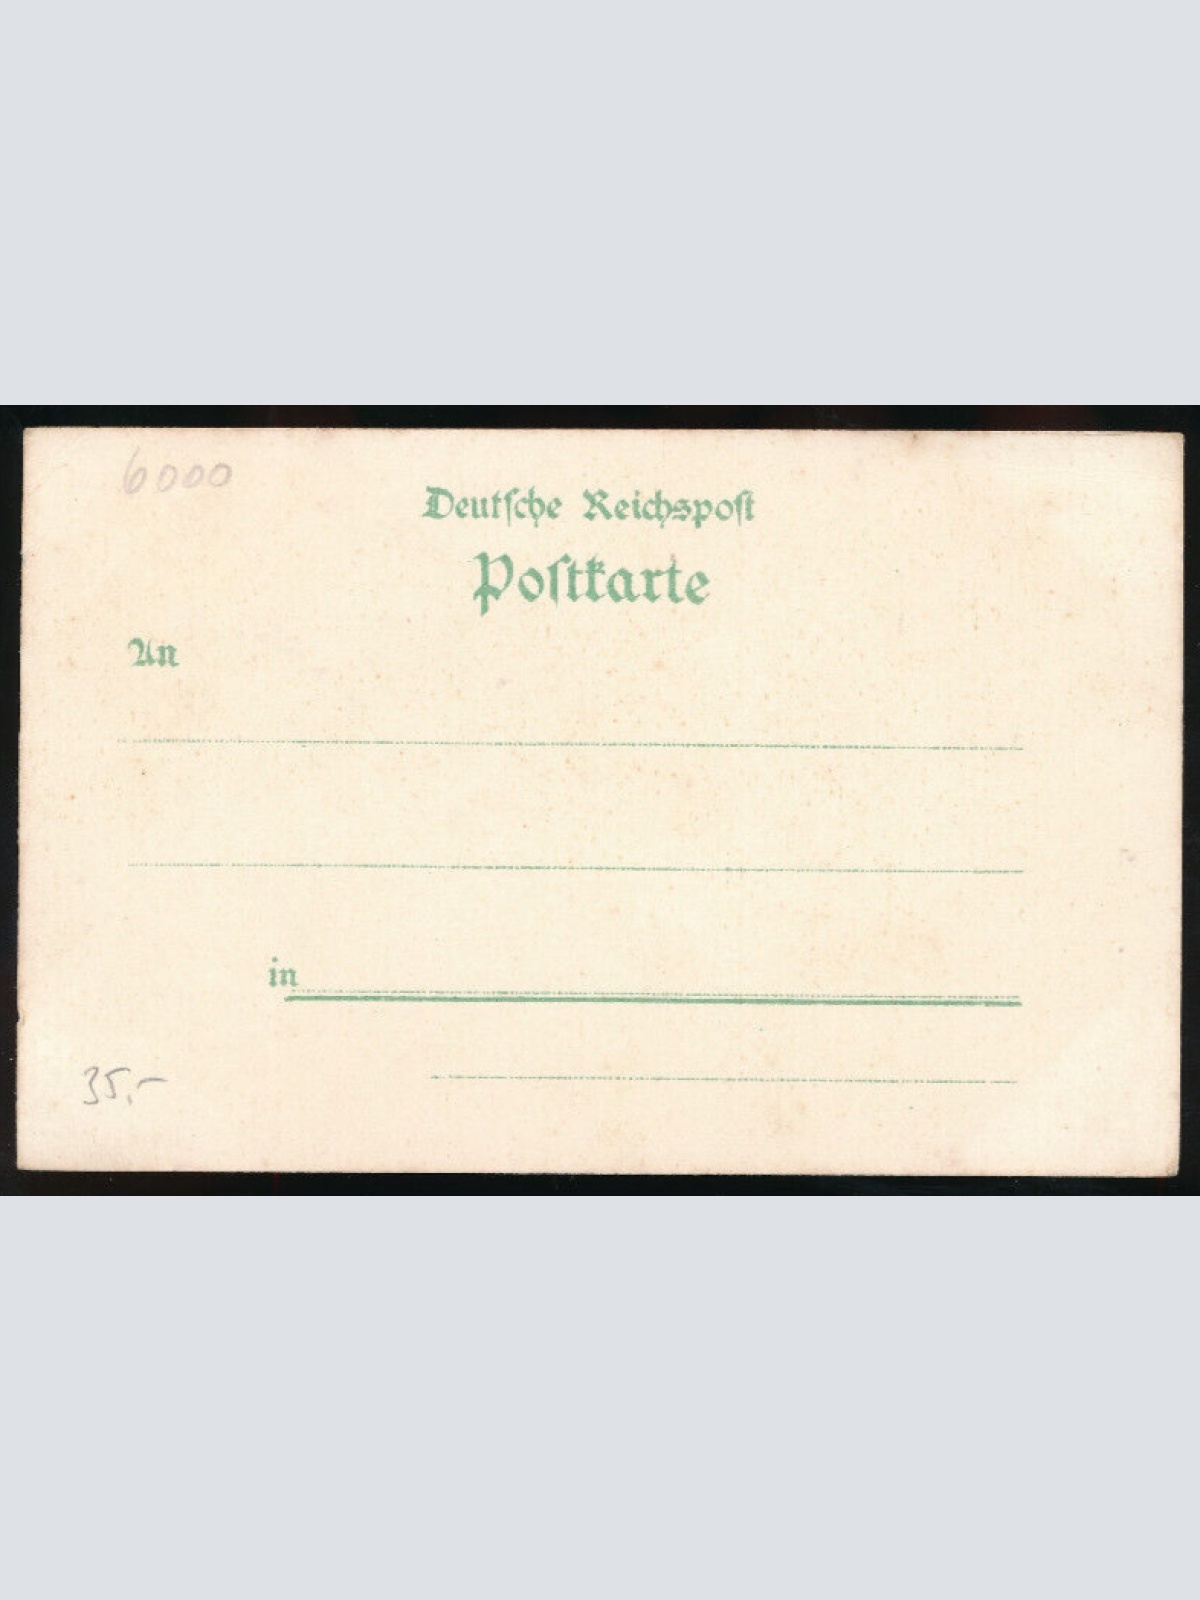 6000
Deutſche Reichspoſt
Poſtkarte
An
in
35,-